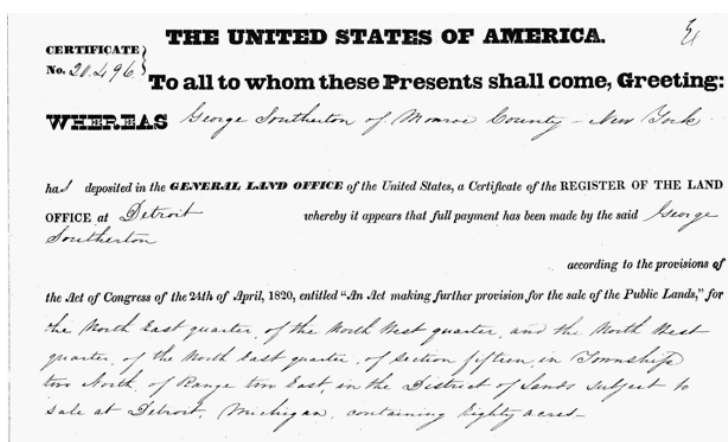 THE UNITED STATES OF AMERICA.
CERTIFICATE
No. 20.496.
To all to whom these Presents shall come, Greeting:
WHEREAS George Southerton of Monroe County – New York
has deposited in the GENERAL LAND OFFICE of the United States, a Certificate of the REGISTER OF THE LAND
OFFICE at Detroit whereby it appears that full payment has been made by the said George
Southerton
according to the provisions of
the Act of Congress of the 24th of April, 1820, entitled “An Act making further provision for the sale of the Public Lands,” for
the North East quarter, of the North West quarter, and the North West
quarter, of the North East quarter, of Section fifteen, in Township
two North, of Range two East, in the District of Lands subject to
sale at Detroit, Michigan, containing Eighty acres–